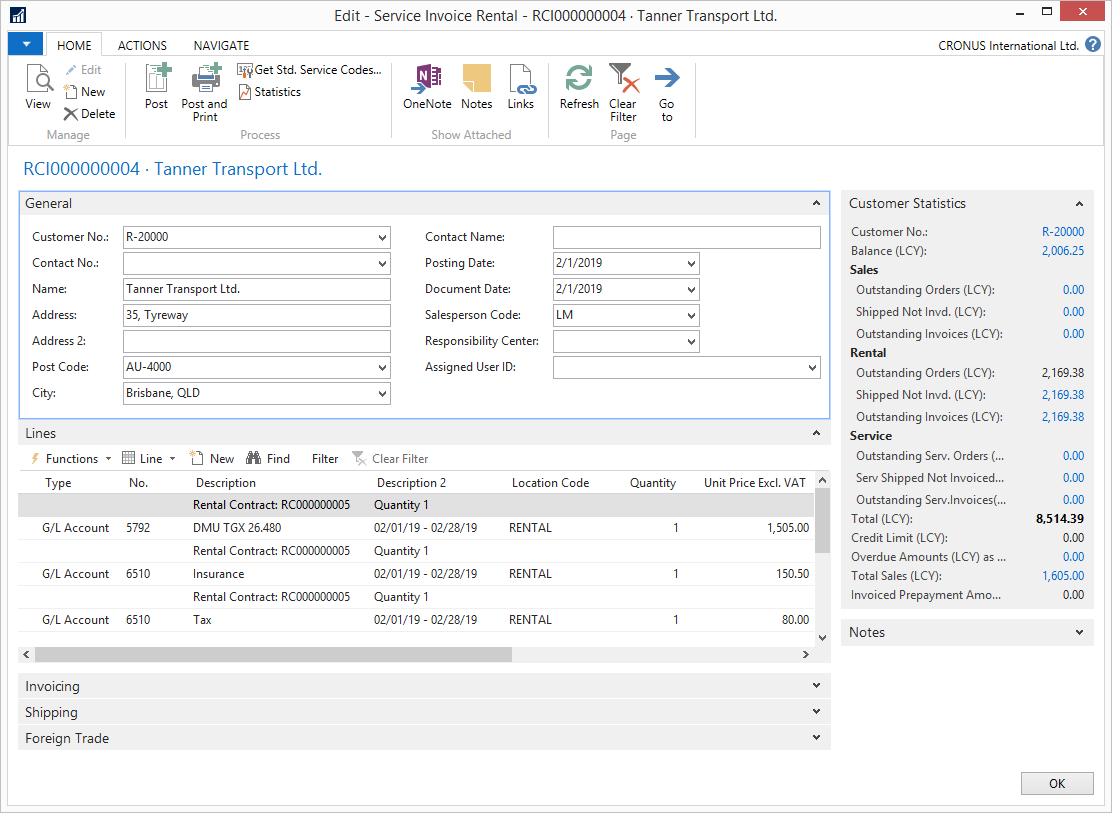 Edit - Service Invoice Rental - RCI000000004 · Tanner Transport Ltd.
HOME ACTIONS NAVIGATE CRONUS International Ltd. ?
View
Edit
New
Delete
Manage
Post
Post and Print
Get Std. Service Codes...
Statistics
Process
OneNote
Notes
Links
Show Attached
Refresh
Clear Filter
Go to
Page
RCI000000004 · Tanner Transport Ltd.
General
Customer No.: R-20000
Contact No.:
Name: Tanner Transport Ltd.
Address: 35, Tyreway
Address 2:
Post Code: AU-4000
City: Brisbane, QLD
Contact Name:
Posting Date: 2/1/2019
Document Date: 2/1/2019
Salesperson Code: LM
Responsibility Center:
Assigned User ID:
Lines
Functions Line New Find Filter Clear Filter
Type No. Description Description 2 Location Code Quantity Unit Price Excl. VAT
Rental Contract: RC000000005 Quantity 1
G/L Account 5792 DMU TGX 26.480 02/01/19 - 02/28/19 RENTAL 1 1,505.00
Rental Contract: RC000000005 Quantity 1
G/L Account 6510 Insurance 02/01/19 - 02/28/19 RENTAL 1 150.50
Rental Contract: RC000000005 Quantity 1
G/L Account 6510 Tax 02/01/19 - 02/28/19 RENTAL 1 80.00
Invoicing
Shipping
Foreign Trade
Customer Statistics
Customer No.: R-20000
Balance (LCY): 2,006.25
Sales
Outstanding Orders (LCY): 0.00
Shipped Not Invd. (LCY): 0.00
Outstanding Invoices (LCY): 0.00
Rental
Outstanding Orders (LCY): 2,169.38
Shipped Not Invd. (LCY): 2,169.38
Outstanding Invoices (LCY): 2,169.38
Service
Outstanding Serv. Orders (... 0.00
Serv Shipped Not Invoiced... 0.00
Outstanding Serv.Invoices(... 0.00
Total (LCY): 8,514.39
Credit Limit (LCY): 0.00
Overdue Amounts (LCY) as ... 0.00
Total Sales (LCY): 1,605.00
Invoiced Prepayment Amo... 0.00
Notes
OK